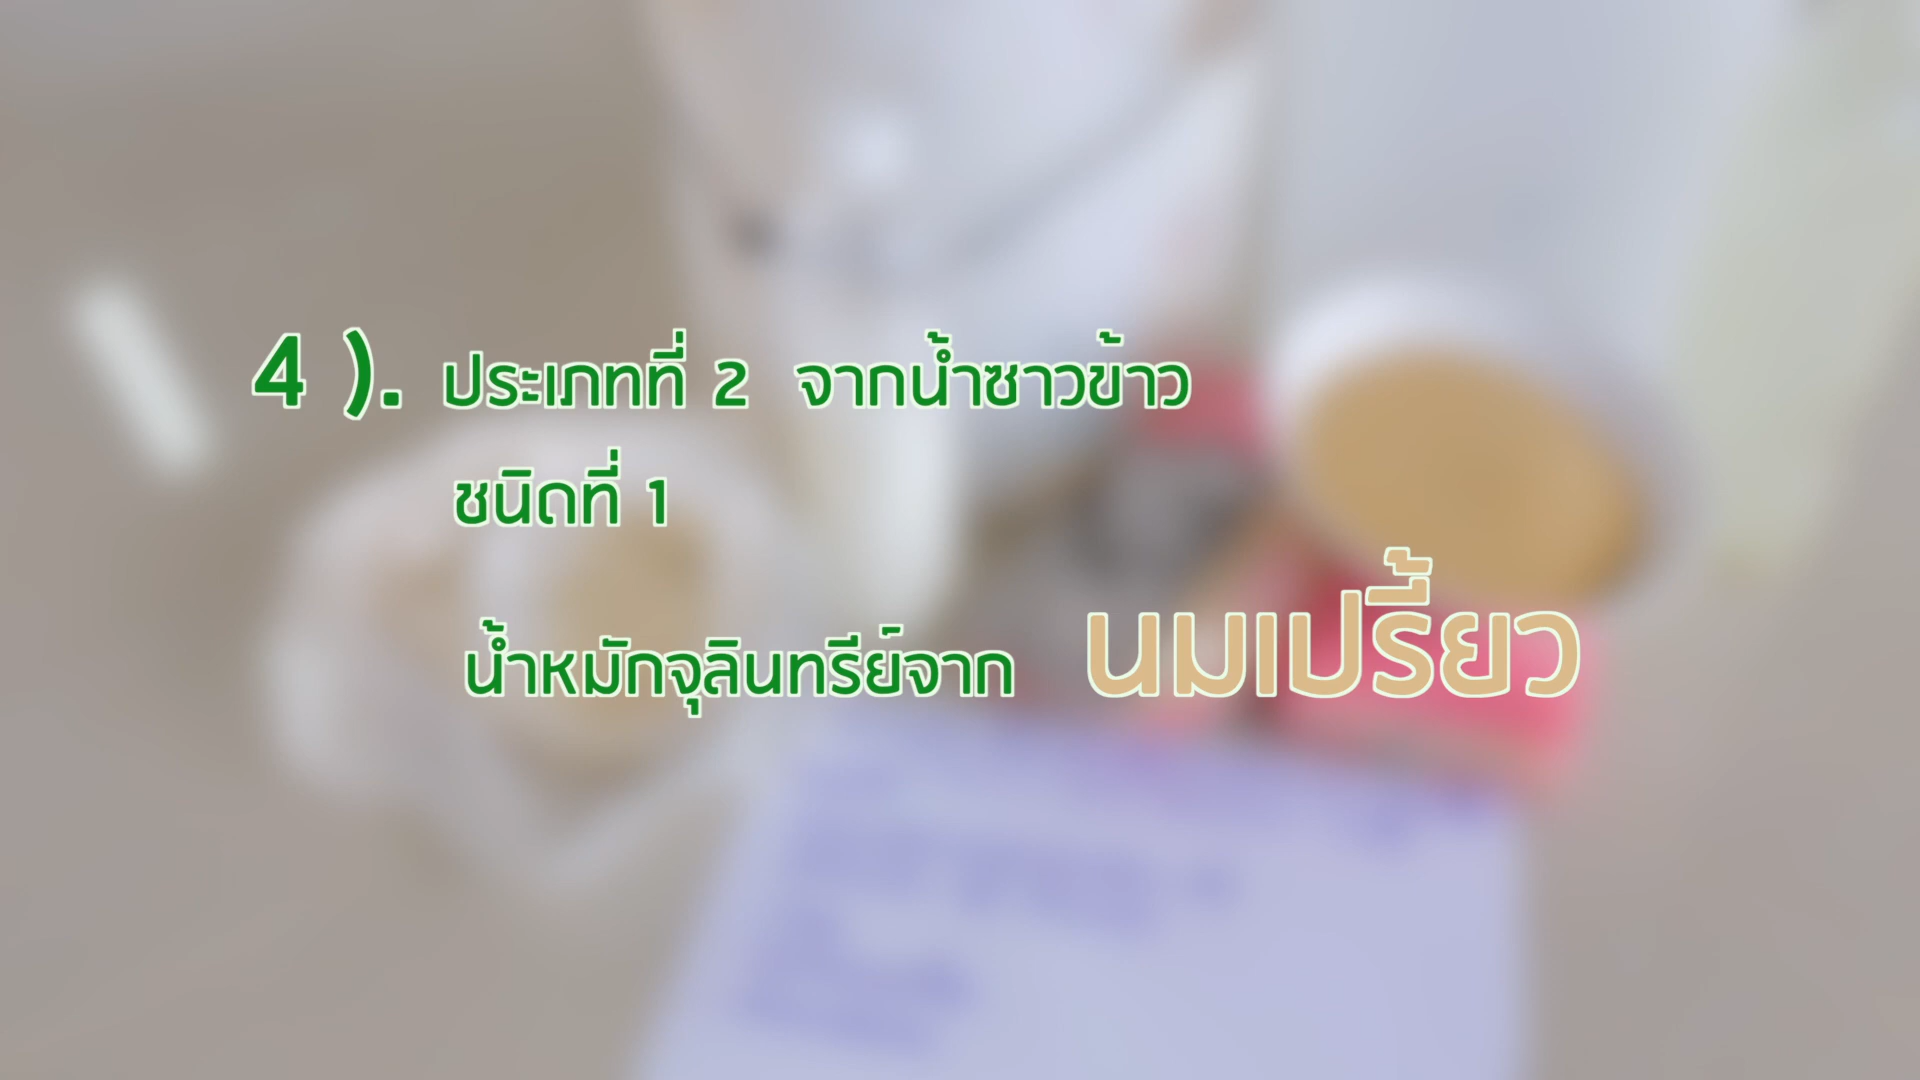 4 ). ประเภทที่ 2 จากน้ำซาวข้าว
ชนิดที่ 1
น้ำหมักจุลินทรีย์จาก นมเปรี้ยว